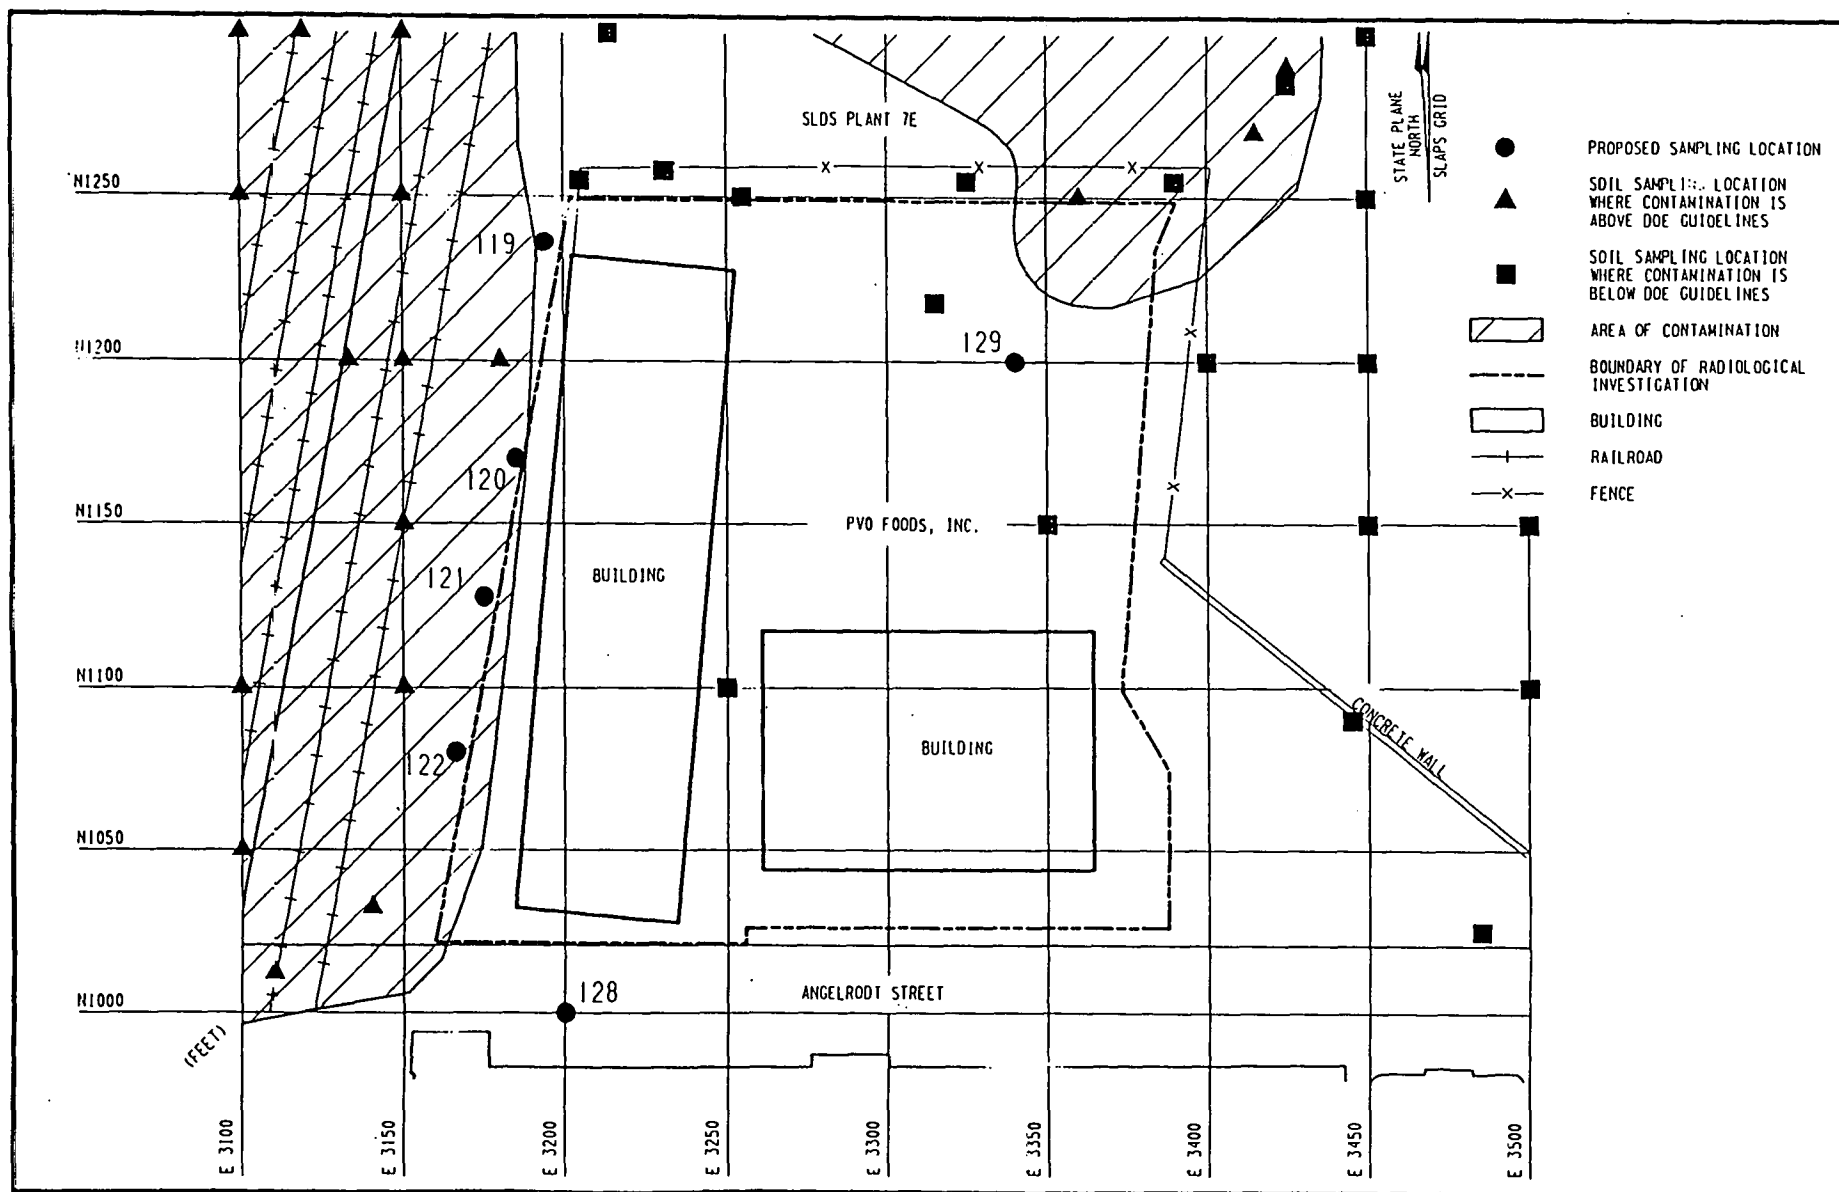 SLDS PLANT 7E
STATE PLANE
NORTH
SLAPS GRID
PROPOSED SAMPLING LOCATION
SOIL SAMPLING LOCATION
WHERE CONTAMINATION IS
ABOVE DOE GUIDELINES
SOIL SAMPLING LOCATION
WHERE CONTAMINATION IS
BELOW DOE GUIDELINES
AREA OF CONTAMINATION
BOUNDARY OF RADIOLOGICAL
INVESTIGATION
BUILDING
RAILROAD
FENCE
N1250
119
N1200
129
120
N1150
PVO FOODS, INC.
121
BUILDING
N1100
CONCRETE WALL
122
BUILDING
N1050
N1000
128
ANGELRODT STREET
(FEET)
E 3100
E 3150
E 3200
E 3250
E 3300
E 3350
E 3400
E 3450
E 3500